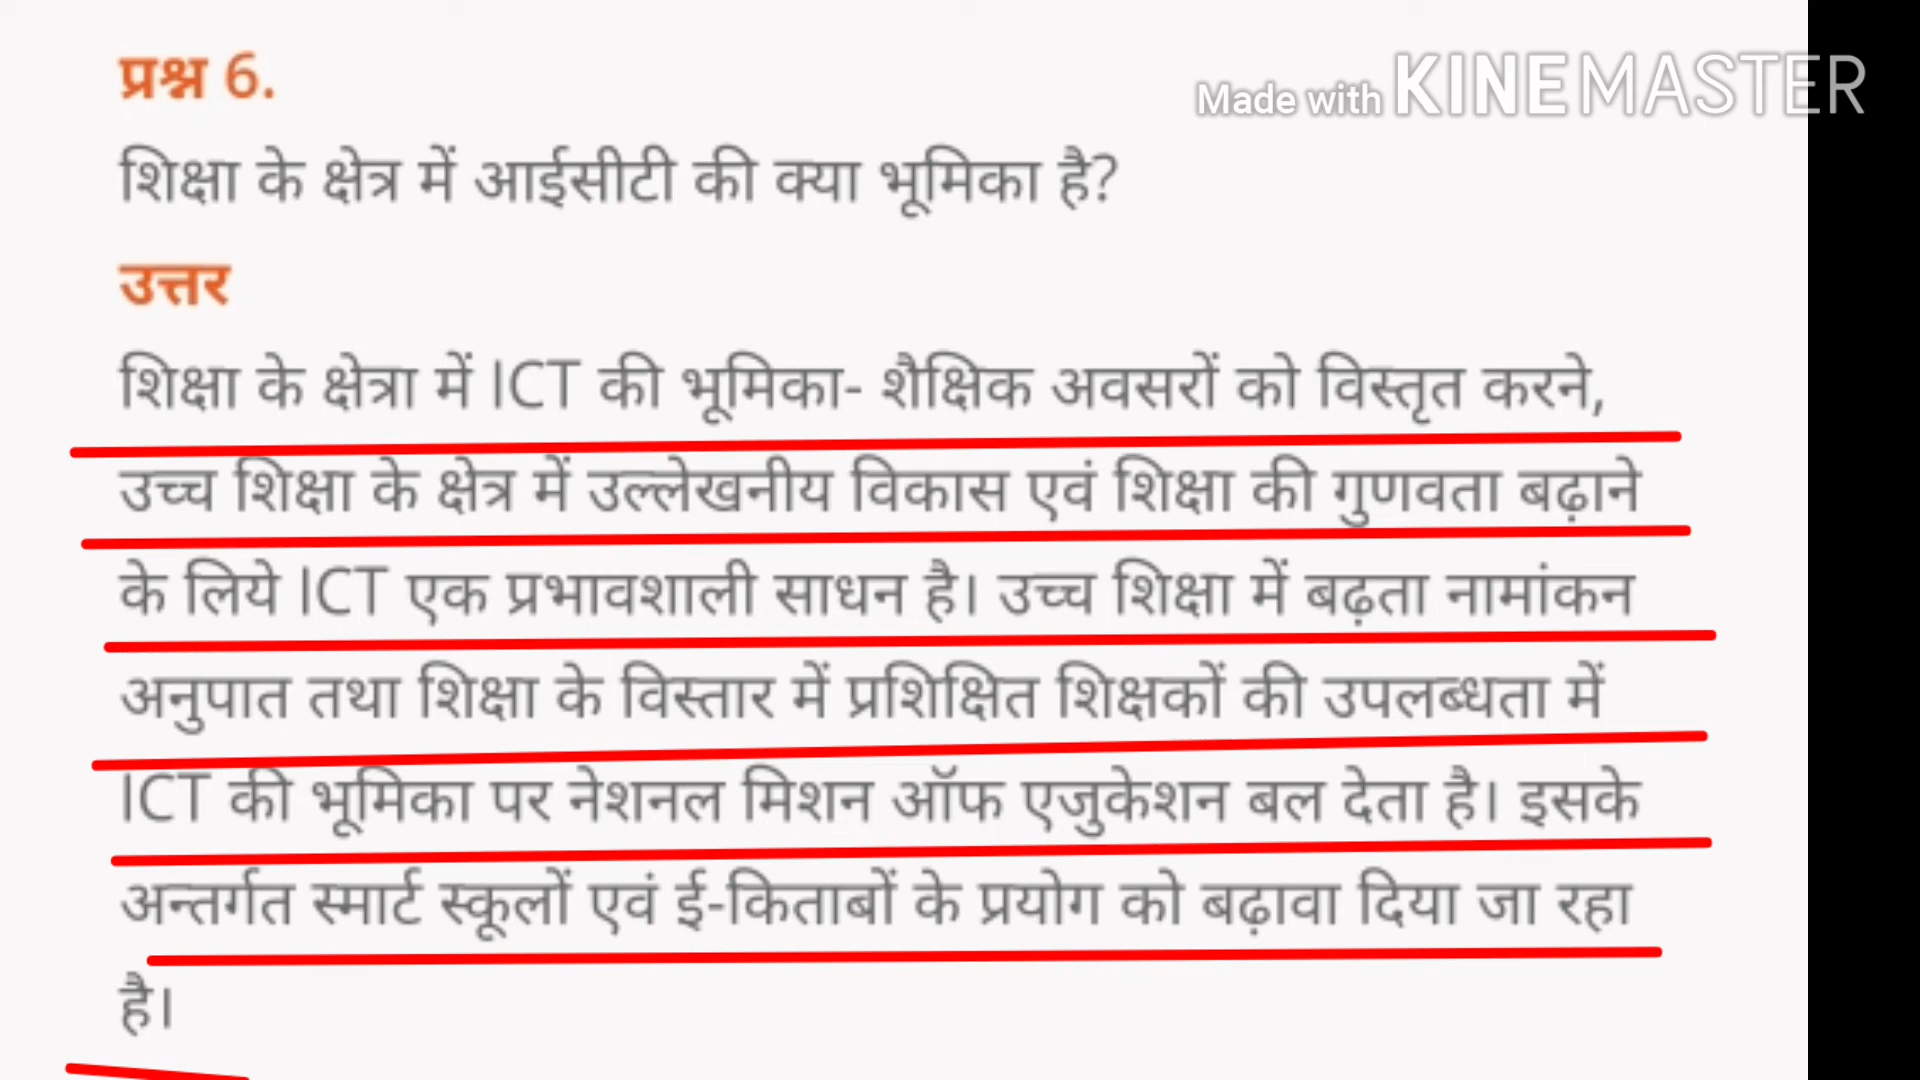 प्रश्न 6.
Made with KINEMASTER
शिक्षा के क्षेत्र में आईसीटी की क्या भूमिका है?
उत्तर
शिक्षा के क्षेत्रा में ICT की भूमिका- शैक्षिक अवसरों को विस्तृत करने,
उच्च शिक्षा के क्षेत्र में उल्लेखनीय विकास एवं शिक्षा की गुणवता बढ़ाने
के लिये ICT एक प्रभावशाली साधन है। उच्च शिक्षा में बढ़ता नामांकन
अनुपात तथा शिक्षा के विस्तार में प्रशिक्षित शिक्षकों की उपलब्धता में
ICT की भूमिका पर नेशनल मिशन ऑफ एजुकेशन बल देता है। इसके
अन्तर्गत स्मार्ट स्कूलों एवं ई-किताबों के प्रयोग को बढ़ावा दिया जा रहा
है।